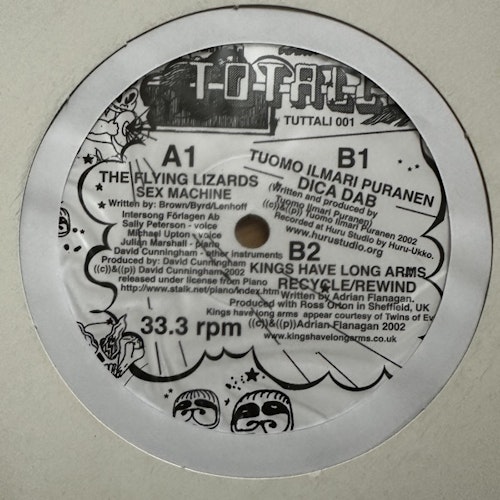 TOTAL
TUTTALI 001
A1
THE FLYING LIZARDS
SEX MACHINE
Written by: Brown/Byrd/Lenhoff
Intersong Förlagen Ab
Sally Peterson - voice
Michael Upton - voice
Julian Marshall - piano
David Cunningham - other instruments
Produced by: David Cunningham
((c)&((p)) David Cunningham 2002
released under license from Piano
http://www.stalk.net/piano/index.htm
33.3 rpm
B1
TUOMO ILMARI PURANEN
DICA DAB
(Written and produced by
Tuomo Ilmari Puranen)
((c)&((p)) Tuomo Ilmari Puranen 2002
Recorded at Huru Studio by Huru-Ukko.
www.hurustudio.org
B2
KINGS HAVE LONG ARMS
RECYCLE/REWIND
Written by Adrian Flanagan.
Produced with Ross Orton in Sheffield, UK
Kings have long arms appear courtesy of Twins of Ev
((c)&((p))Adrian Flanagan 2002
www.kingshavelongarms.co.uk